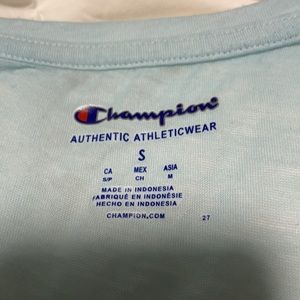 Champion
AUTHENTIC ATHLETICWEAR
S
CA MEX ASIA
S/P CH M
MADE IN INDONESIA
FABRIQUÉ EN INDONÉSIE
HECHO EN INDONESIA
CHAMPION.COM 27